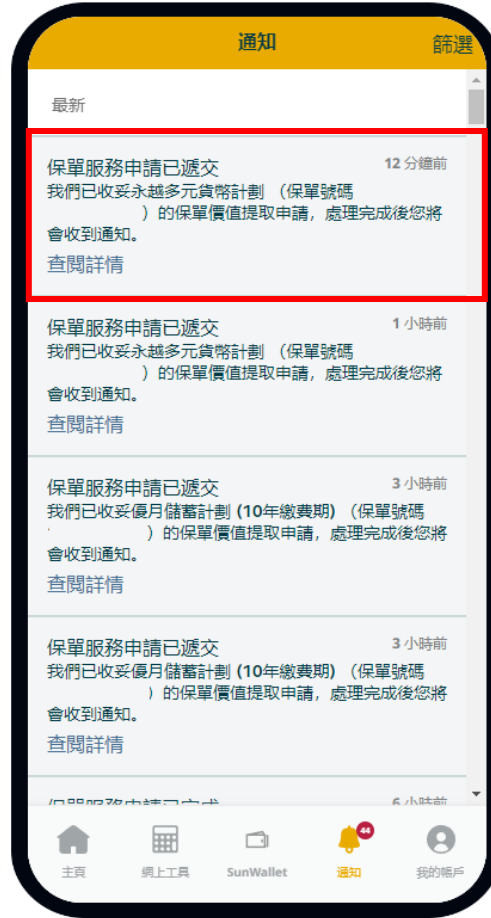 通知
篩選
最新
保單服務申請已遞交
12 分鐘前
我們已收妥永越多元貨幣計劃 （保單號碼
）的保單價值提取申請，處理完成後您將
會收到通知。
查閱詳情
保單服務申請已遞交
1 小時前
我們已收妥永越多元貨幣計劃 （保單號碼
）的保單價值提取申請，處理完成後您將
會收到通知。
查閱詳情
保單服務申請已遞交
3 小時前
我們已收妥優月儲蓄計劃 (10年繳費期) （保單號碼
）的保單價值提取申請，處理完成後您將
會收到通知。
查閱詳情
保單服務申請已遞交
3 小時前
我們已收妥優月儲蓄計劃 (10年繳費期) （保單號碼
）的保單價值提取申請，處理完成後您將
會收到通知。
查閱詳情
保單服務申請已完成
6 小時前
44
主頁
網上工具
SunWallet
通知
我的帳戶